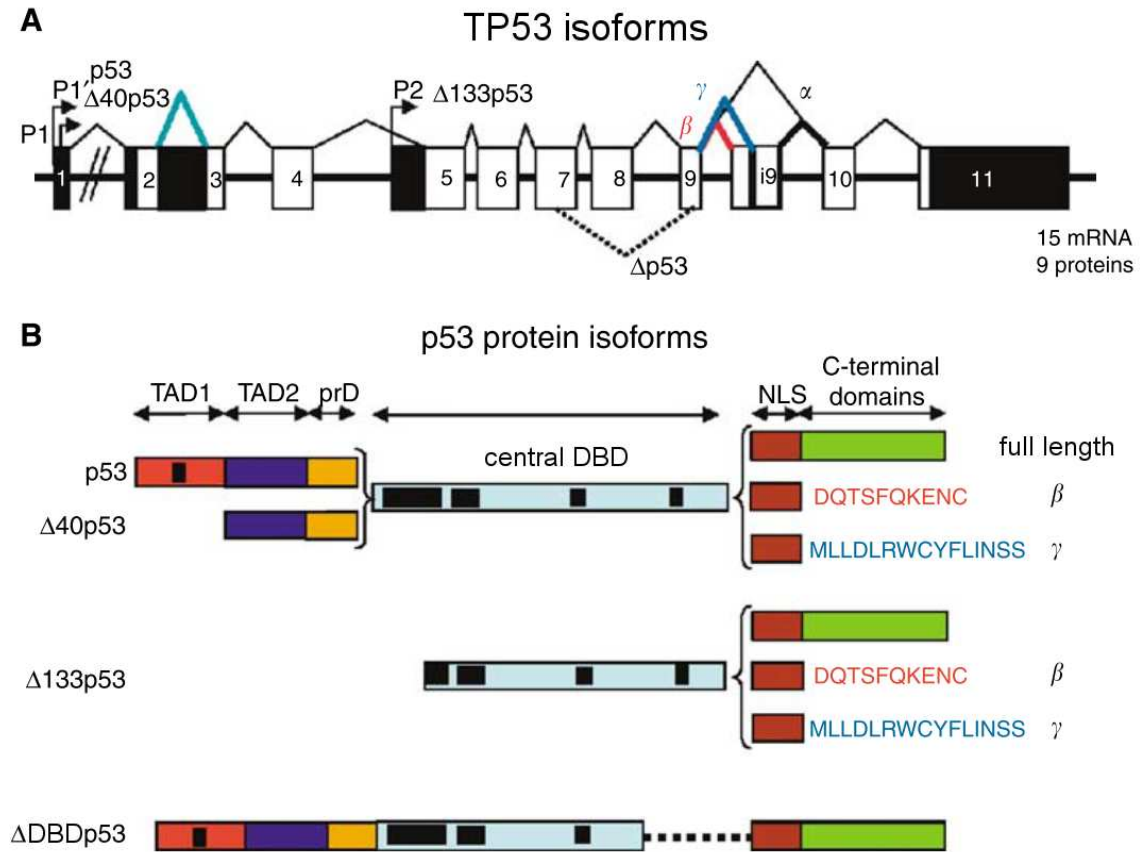 A
TP53 isoforms
P1' p53
Δ40p53
P1
P2 Δ133p53
γ
β
α
1
2
3
4
5
6
7
8
9
i9
10
11
Δp53
15 mRNA
9 proteins
B
p53 protein isoforms
TAD1 TAD2 prD
NLS
C-terminal
domains
p53
central DBD
full length
Δ40p53
DQTSFQKENC β
MLLDLRWCYFLINSS γ
Δ133p53
DQTSFQKENC β
MLLDLRWCYFLINSS γ
ΔDBDp53